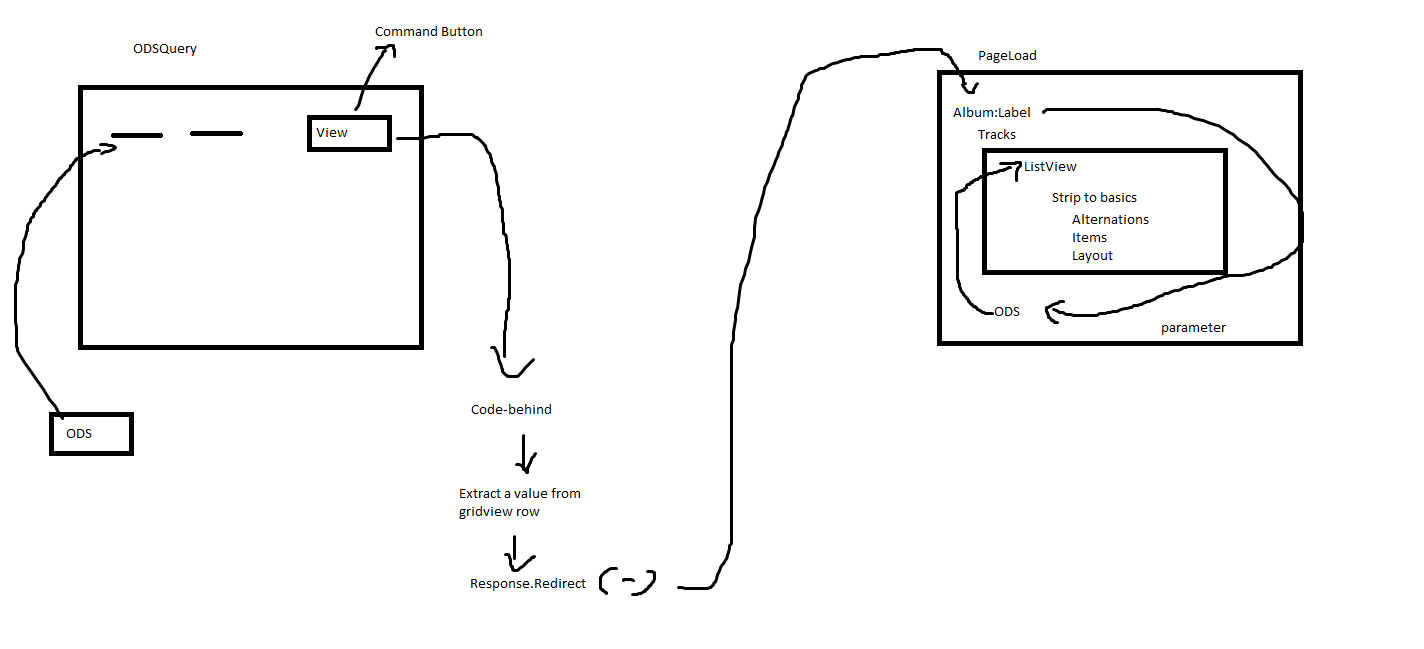 ODSQuery
Command Button
View
ODS
Code-behind
Extract a value from
gridview row
Response.Redirect (-)
PageLoad
Album:Label
Tracks
ListView
Strip to basics
Alternations
Items
Layout
ODS
parameter